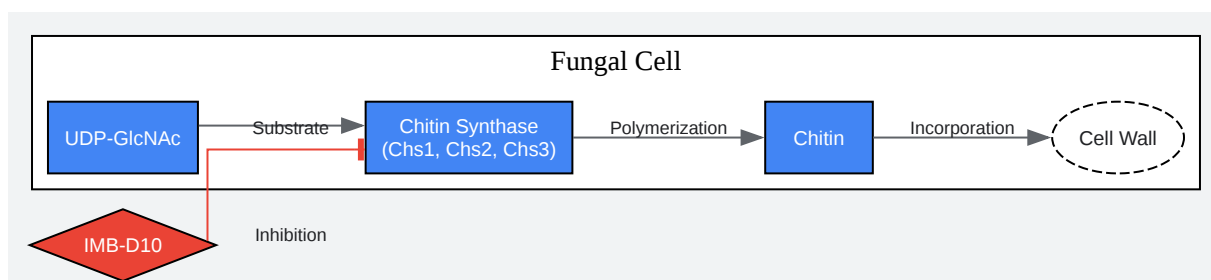 Fungal Cell
UDP-GlcNAc
Substrate
Chitin Synthase
(Chs1, Chs2, Chs3)
Polymerization
Chitin
Incorporation
Cell Wall
IMB-D10
Inhibition